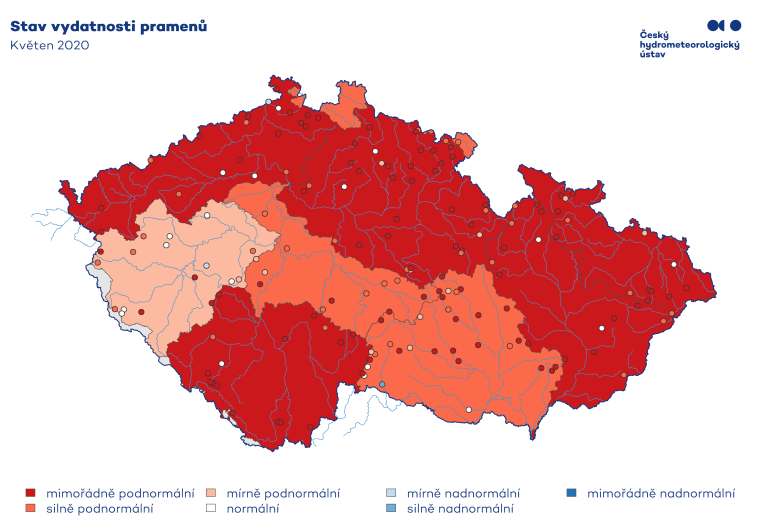 Stav vydatnosti pramenů
Květen 2020
Český
hydrometeorologický
ústav
mimořádně podnormální
mírně podnormální
mírně nadnormální
mimořádně nadnormální
silně podnormální
normální
silně nadnormální